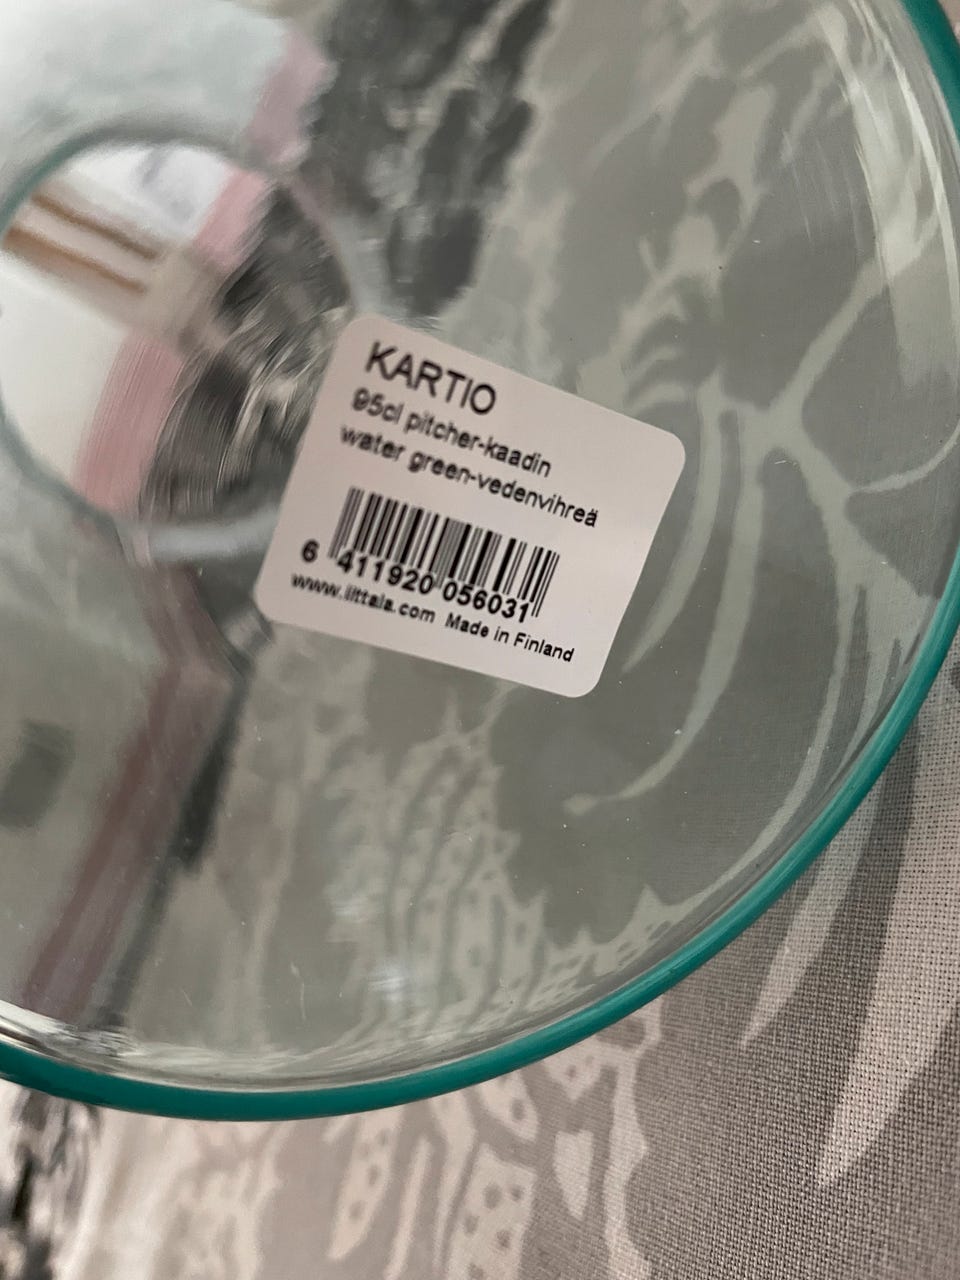 KARTIO
95cl pitcher-kaadin
water green-vedenvihreä
6 411920 056031
www.iittala.com Made in Finland